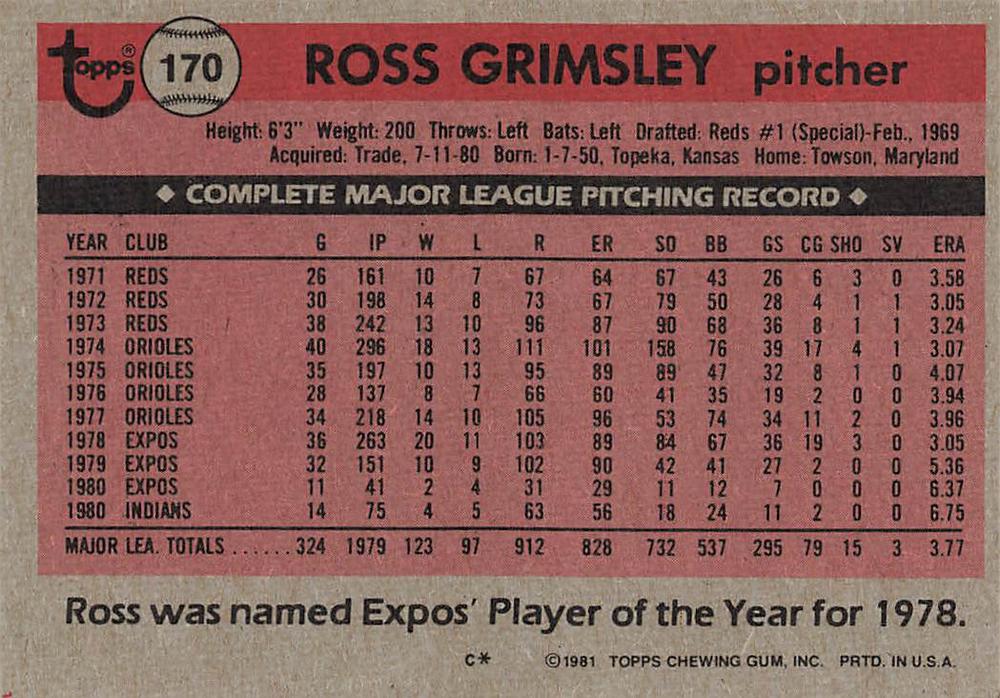 topps® 170 ROSS GRIMSLEY pitcher
Height: 6'3" Weight: 200 Throws: Left Bats: Left Drafted: Reds #1 (Special)-Feb., 1969
Acquired: Trade, 7-11-80 Born: 1-7-50, Topeka, Kansas Home: Towson, Maryland
◆ COMPLETE MAJOR LEAGUE PITCHING RECORD ◆
YEAR CLUB G IP W L R ER SO BB GS CG SHO SV ERA
1971 REDS 26 161 10 7 67 64 67 43 26 6 3 0 3.58
1972 REDS 30 198 14 8 73 67 79 50 28 4 1 1 3.05
1973 REDS 38 242 13 10 96 87 90 68 36 8 1 1 3.24
1974 ORIOLES 40 296 18 13 111 101 158 76 39 17 4 1 3.07
1975 ORIOLES 35 197 10 13 95 89 89 47 32 8 1 0 4.07
1976 ORIOLES 28 137 8 7 66 60 41 35 19 2 0 0 3.94
1977 ORIOLES 34 218 14 10 105 96 53 74 34 11 2 0 3.96
1978 EXPOS 36 263 20 11 103 89 84 67 36 19 3 0 3.05
1979 EXPOS 32 151 10 9 102 90 42 41 27 2 0 0 5.36
1980 EXPOS 11 41 2 4 31 29 11 12 7 0 0 0 6.37
1980 INDIANS 14 75 4 5 63 56 18 24 11 2 0 0 6.75
MAJOR LEA. TOTALS ......324 1979 123 97 912 828 732 537 295 79 15 3 3.77
Ross was named Expos' Player of the Year for 1978.
C* ©1981 TOPPS CHEWING GUM, INC. PRTD. IN U.S.A.